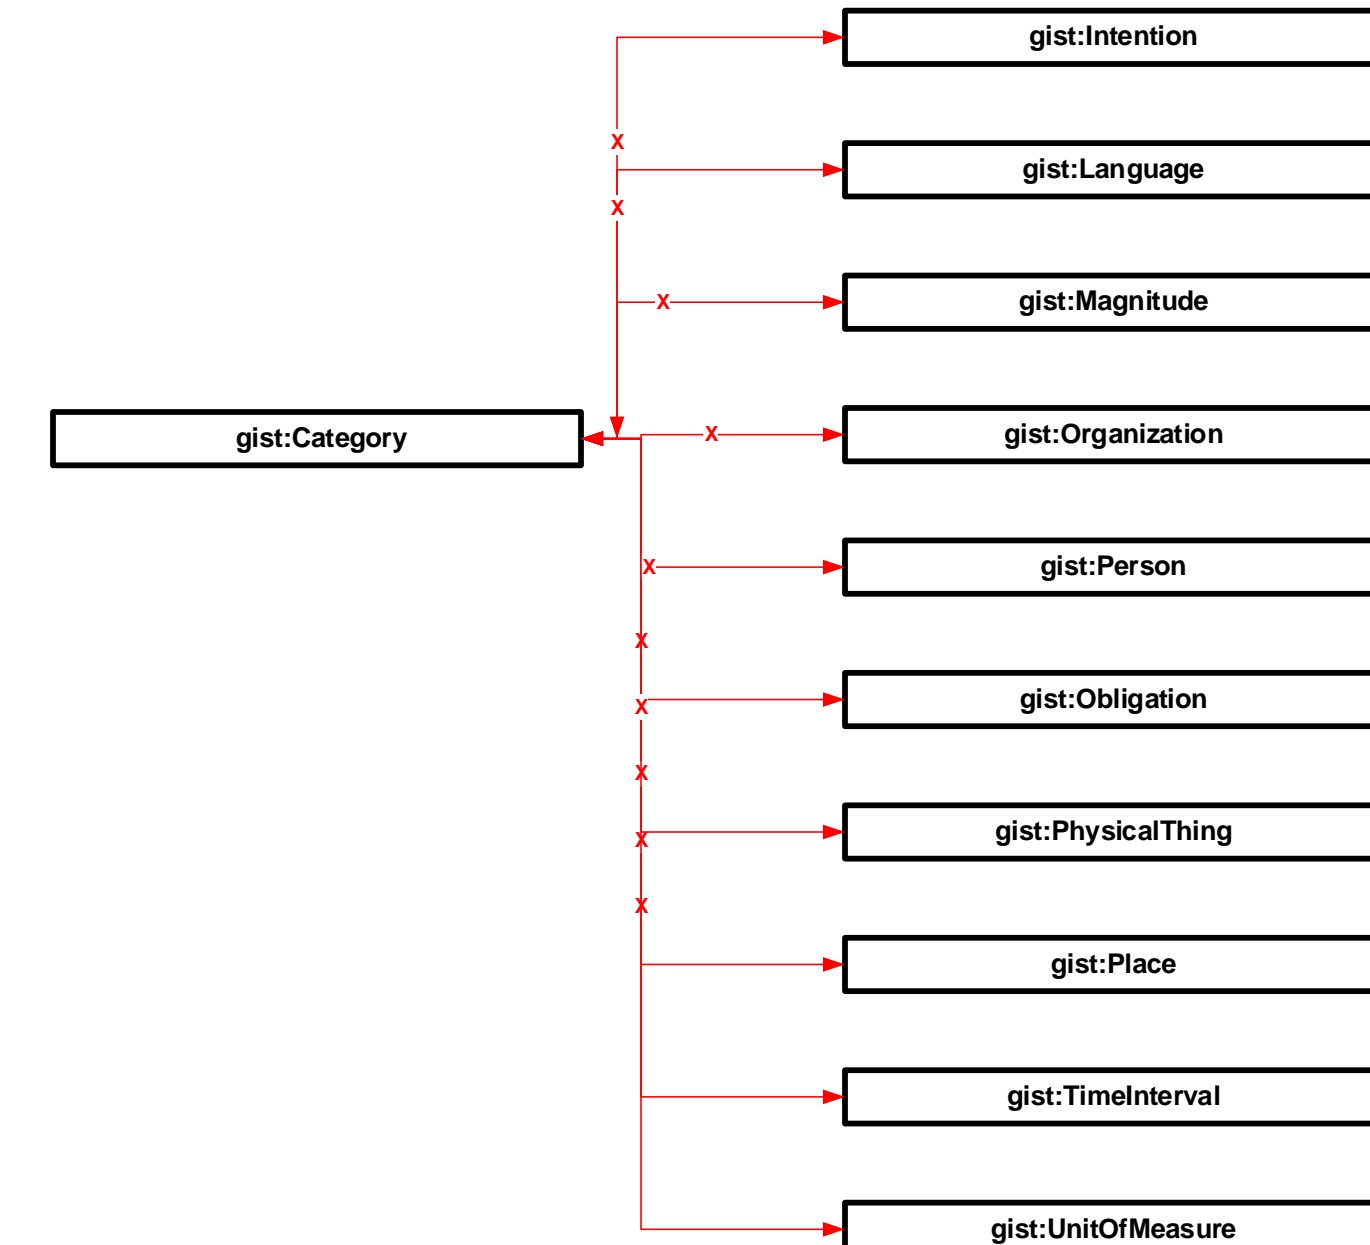 gist:Intention
X
gist:Language
X
gist:Magnitude
X
gist:Category
gist:Organization
X
gist:Person
X
X
gist:Obligation
X
X
gist:PhysicalThing
X
X
gist:Place
gist:TimeInterval
gist:UnitOfMeasure